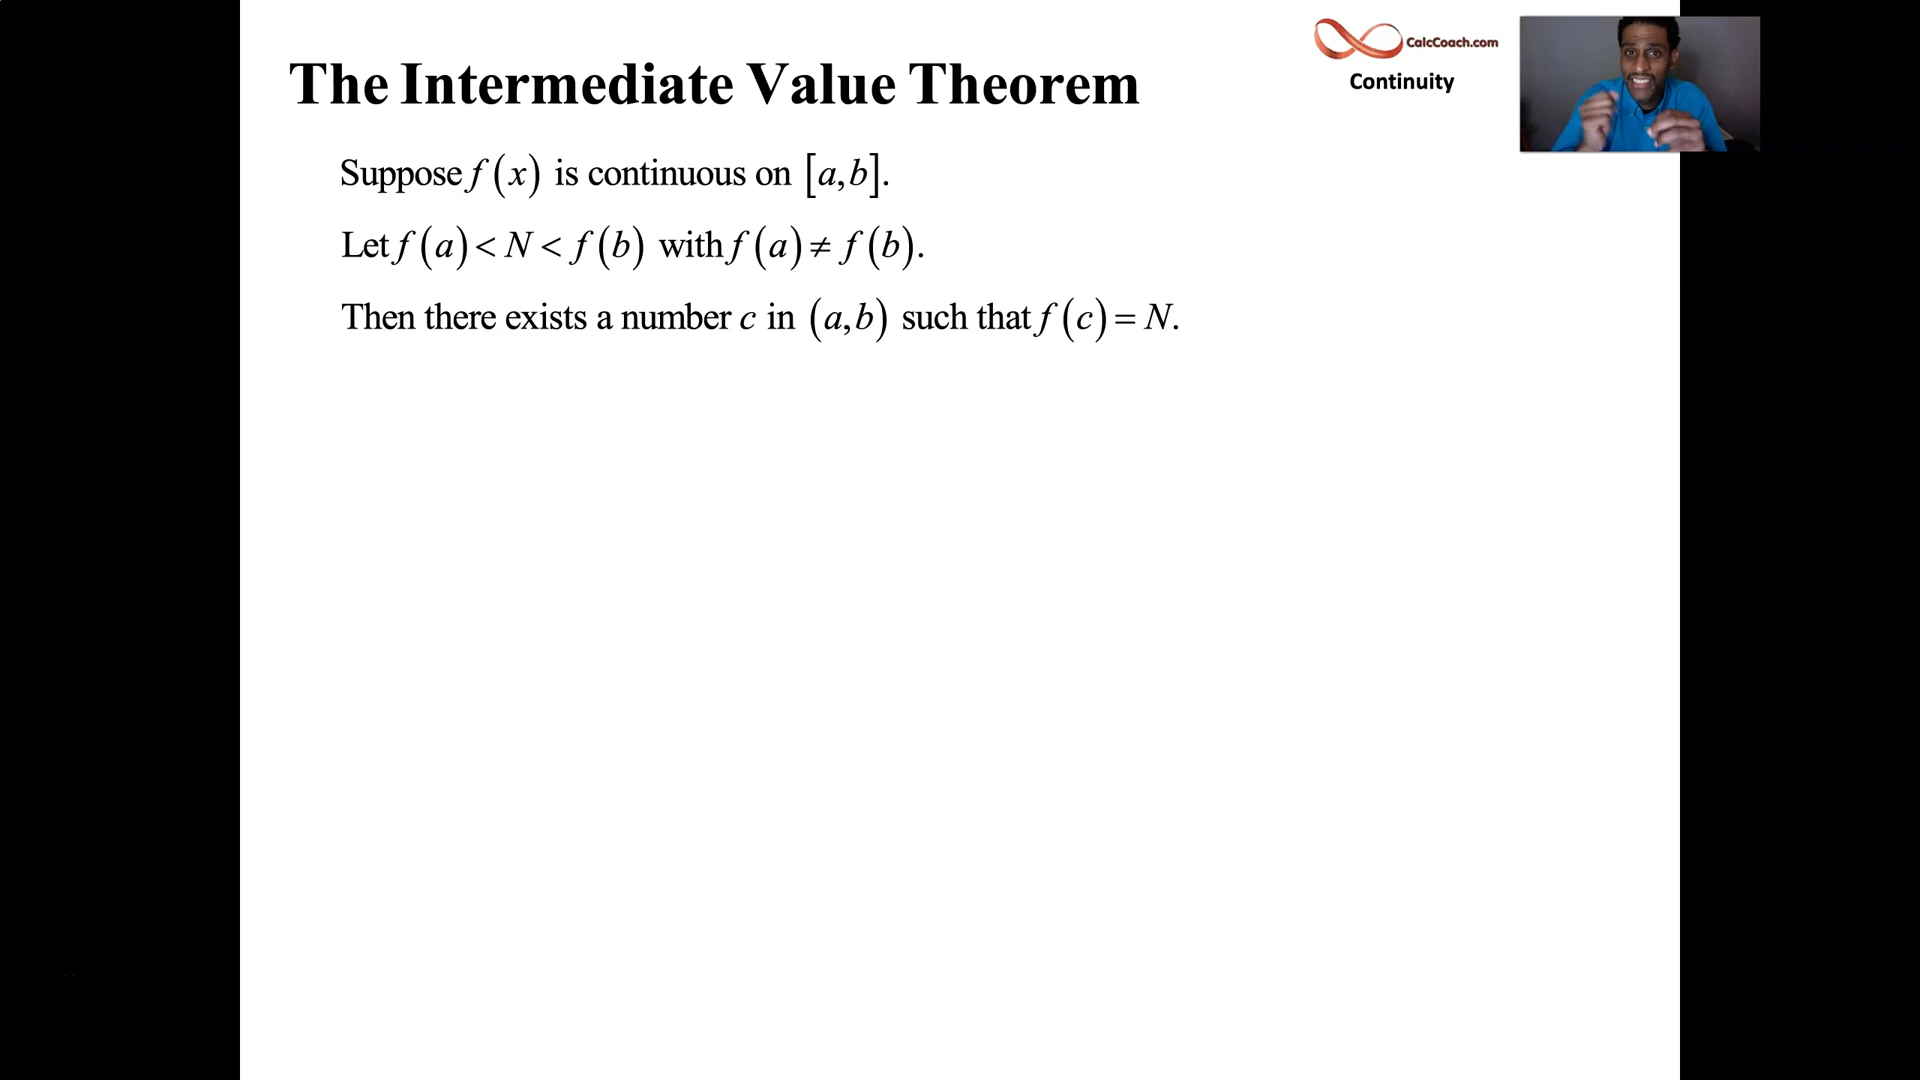 The Intermediate Value Theorem
CalcCoach.com
Continuity
Suppose f(x) is continuous on [a,b].
Let f(a) < N < f(b) with f(a) ≠ f(b).
Then there exists a number c in (a,b) such that f(c) = N.